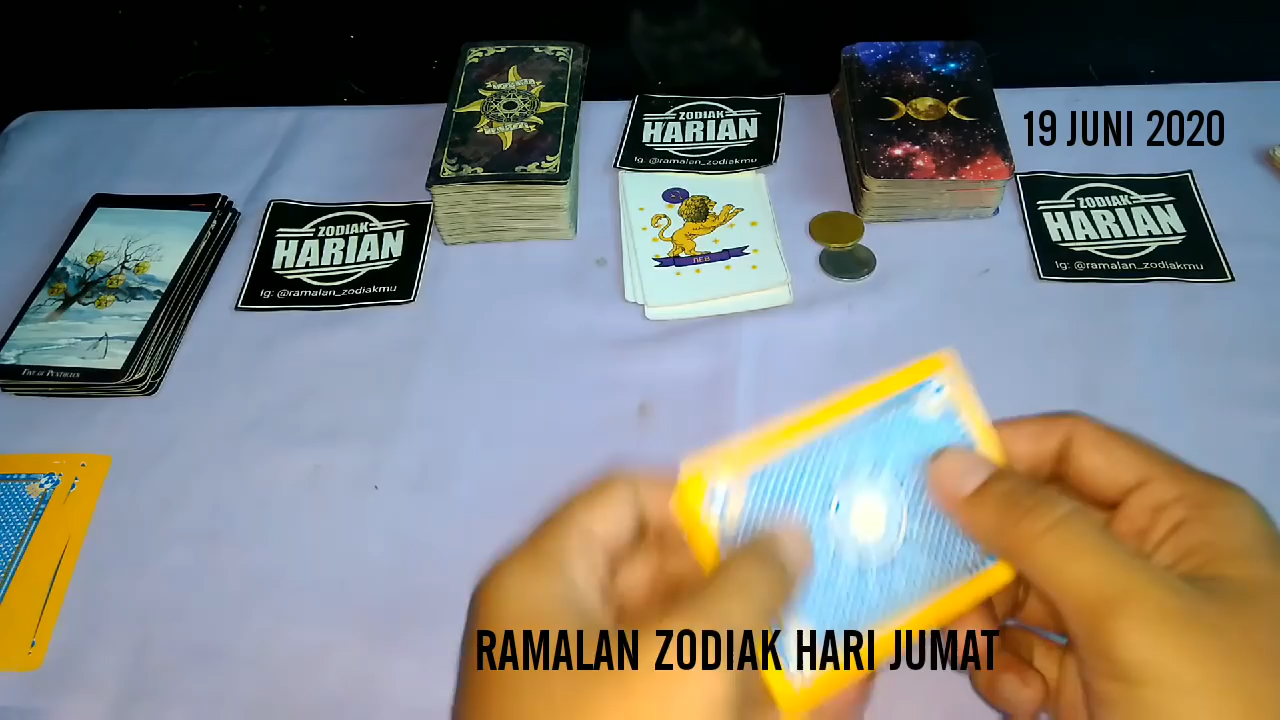 ZODIAK
HARIAN
Ig: @ramalan_zodiakmu
19 JUNI 2020
ZODIAK
HARIAN
Ig: @ramalan_zodiakmu
ZODIAK
HARIAN
Ig: @ramalan_zodiakmu
ЛЕВ
FIVE OF PENTACLES
RAMALAN ZODIAK HARI JUMAT